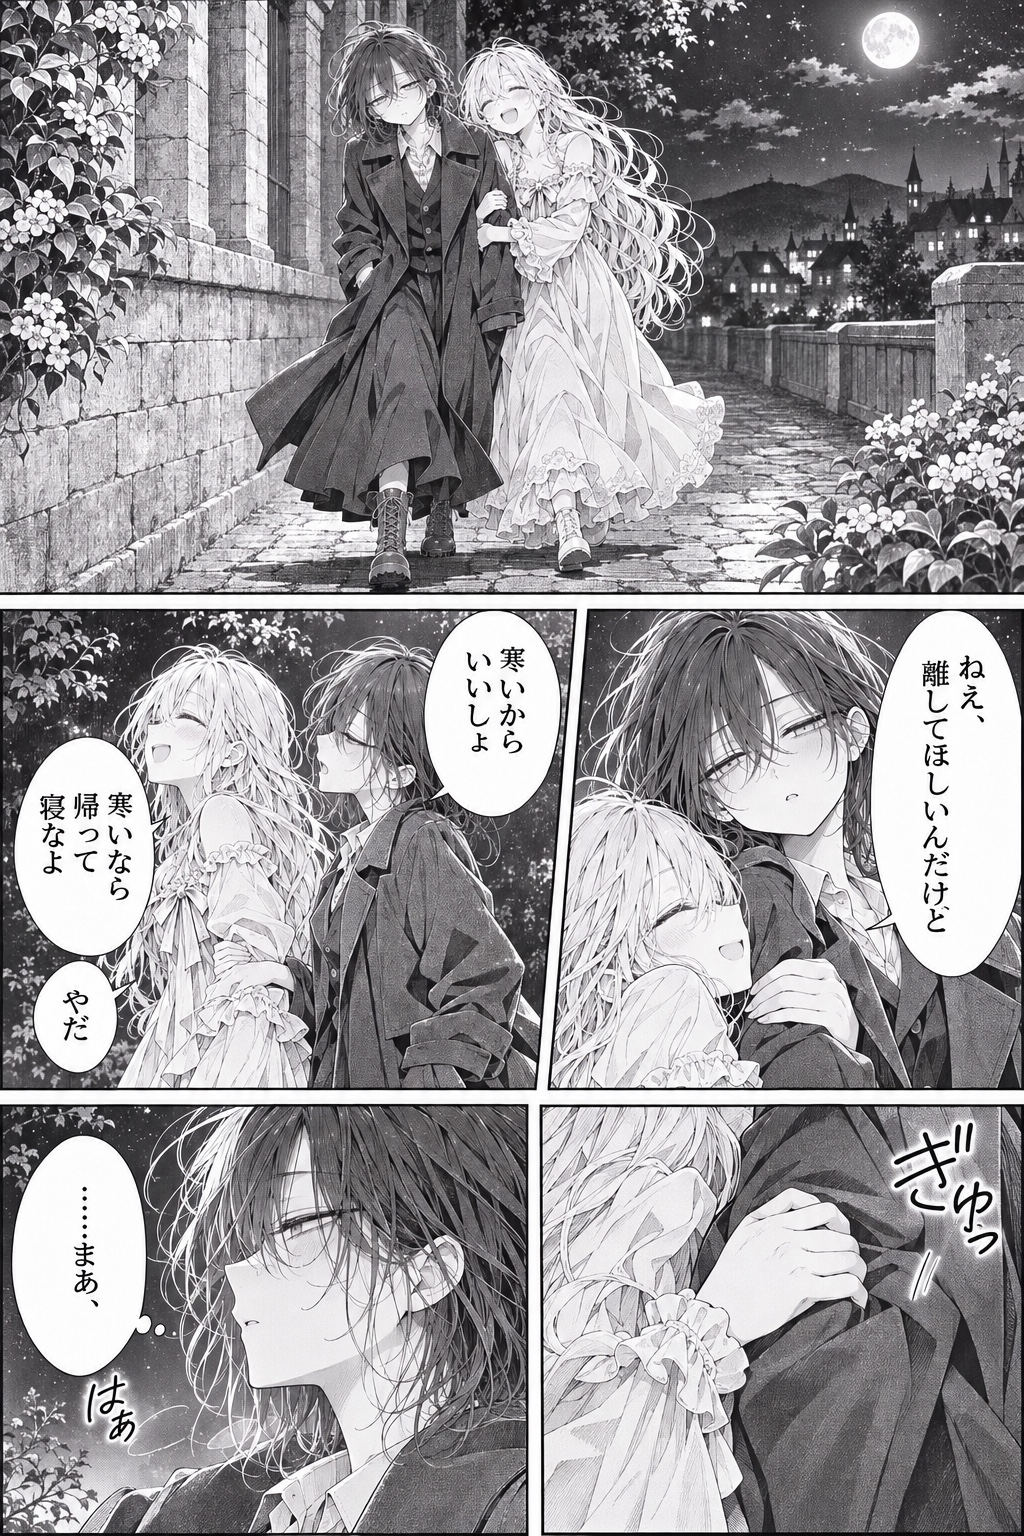 ねえ、
離してほしいんだけど
寒いから
いいしょ
寒いなら
帰って
寝なよ
やだ
ぎゅっ
……まあ、
はぁ